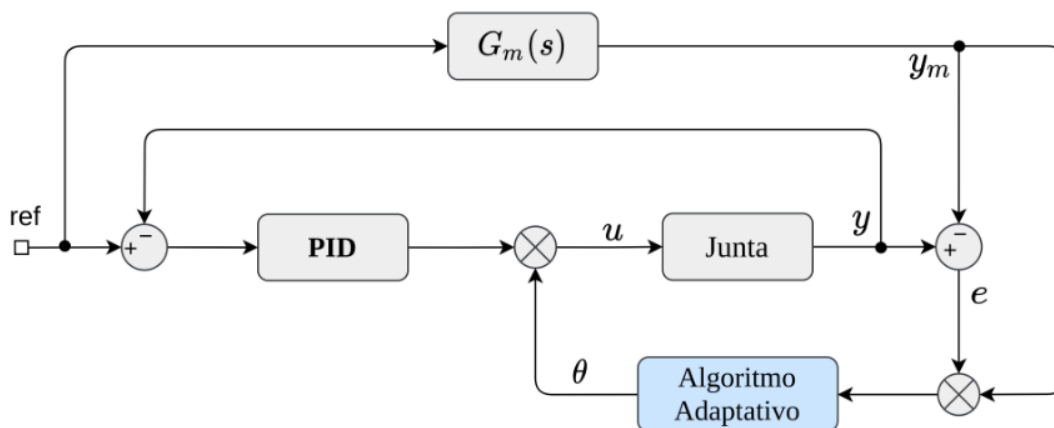 G_m(s)
y_m
ref
+
−
PID
u
Junta
y
−
+
e
θ
Algoritmo
Adaptativo